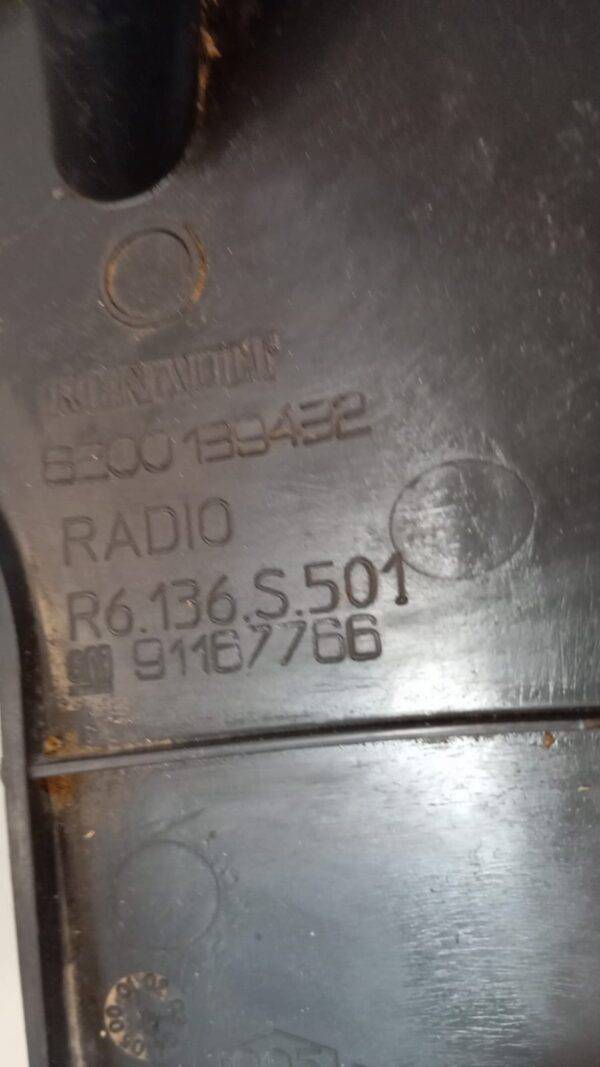 RENAULT
8200139432
RADIO
R6.136.S.501
91167766